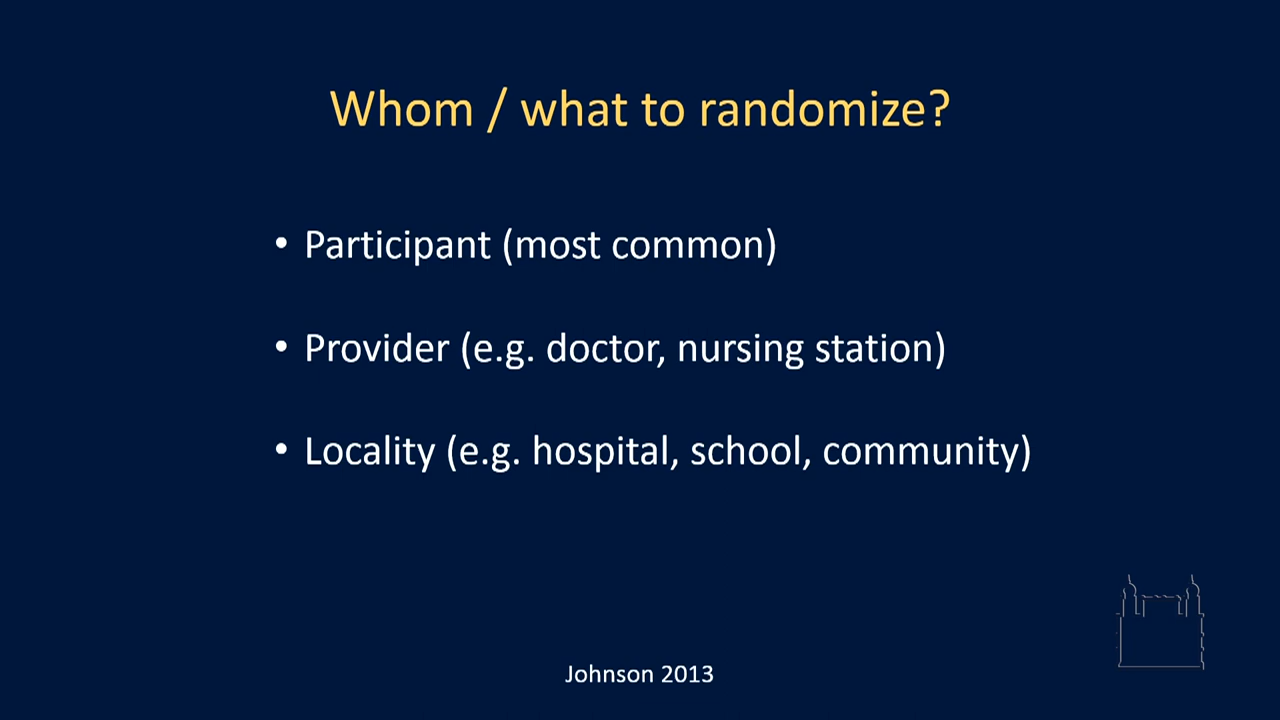 Whom / what to randomize?
• Participant (most common)
• Provider (e.g. doctor, nursing station)
• Locality (e.g. hospital, school, community)
Johnson 2013